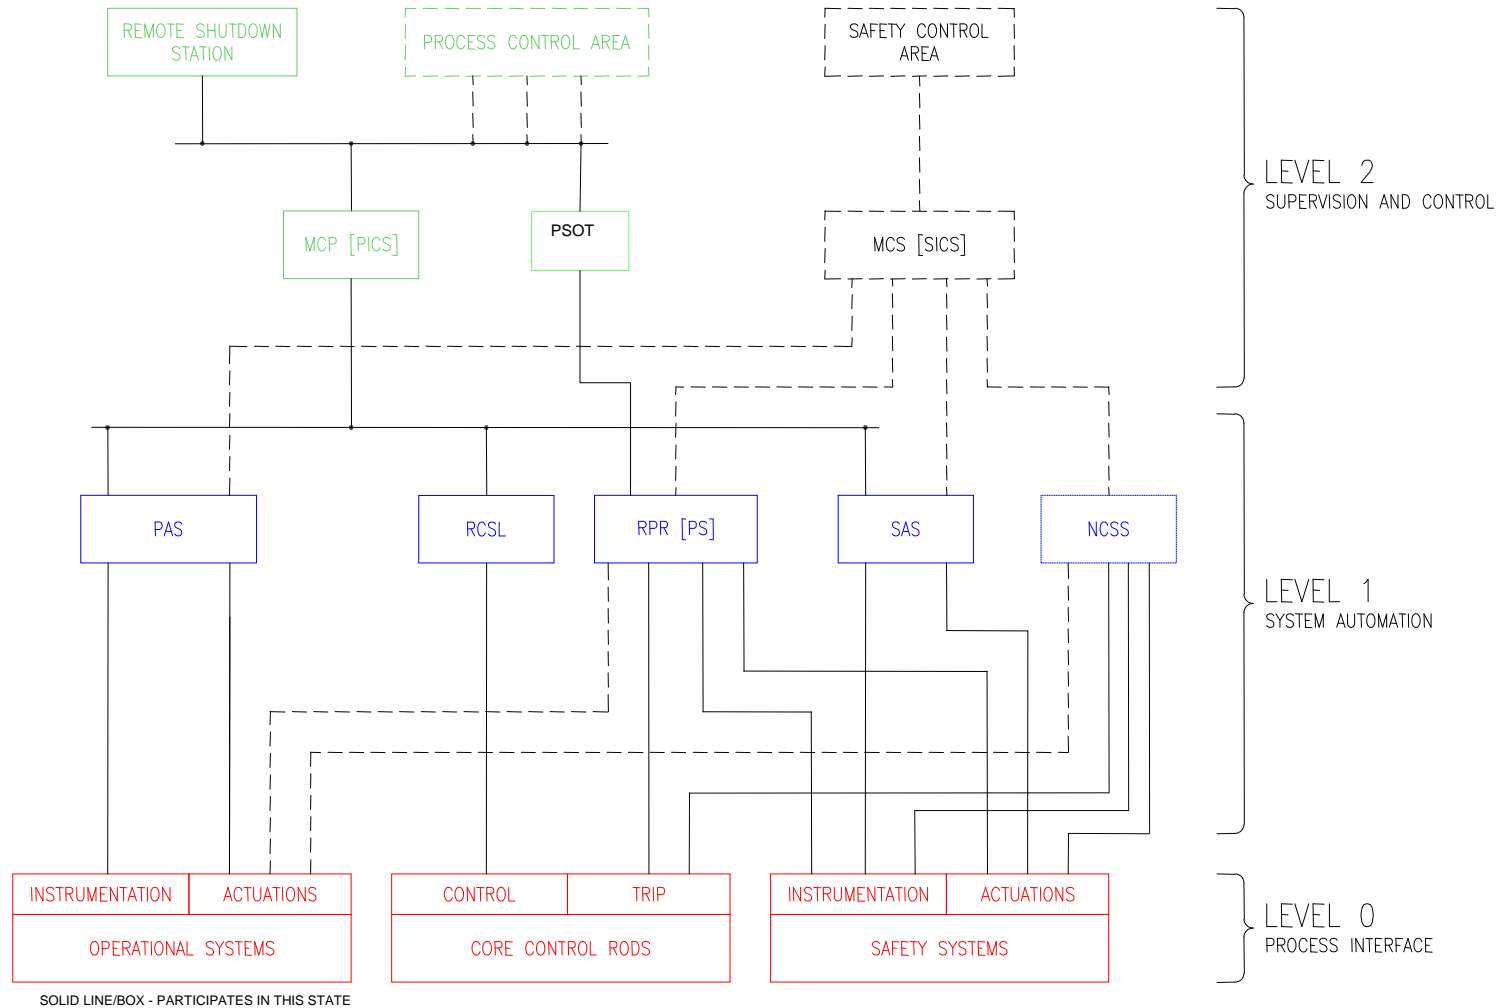 REMOTE SHUTDOWN
STATION
PROCESS CONTROL AREA
SAFETY CONTROL
AREA
LEVEL 2
SUPERVISION AND CONTROL
MCP [PICS]
PSOT
MCS [SICS]
PAS
RCSL
RPR [PS]
SAS
NCSS
LEVEL 1
SYSTEM AUTOMATION
INSTRUMENTATION
ACTUATIONS
OPERATIONAL SYSTEMS
CONTROL
TRIP
CORE CONTROL RODS
INSTRUMENTATION
ACTUATIONS
SAFETY SYSTEMS
LEVEL 0
PROCESS INTERFACE
SOLID LINE/BOX - PARTICIPATES IN THIS STATE